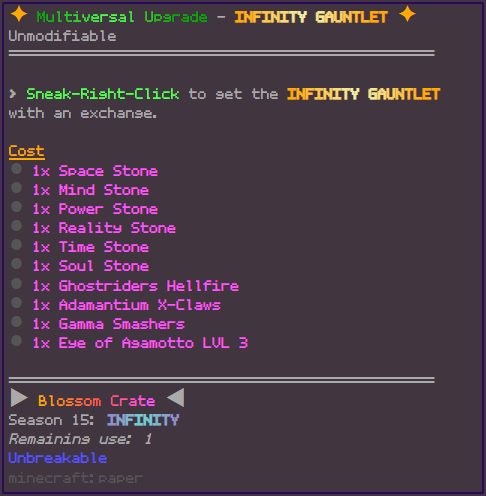 ✦ Multiversal Upgrade - INFINITY GAUNTLET ✦
Unmodifiable
> Sneak-Right-Click to get the INFINITY GAUNTLET
with an exchange.
Cost
● 1x Space Stone
● 1x Mind Stone
● 1x Power Stone
● 1x Reality Stone
● 1x Time Stone
● 1x Soul Stone
● 1x Ghostriders Hellfire
● 1x Adamantium X-Claws
● 1x Gamma Smashers
● 1x Eye of Agamotto LVL 3
▶ Blossom Crate ◀
Season 15: INFINITY
Remaining use: 1
Unbreakable
minecraft:paper